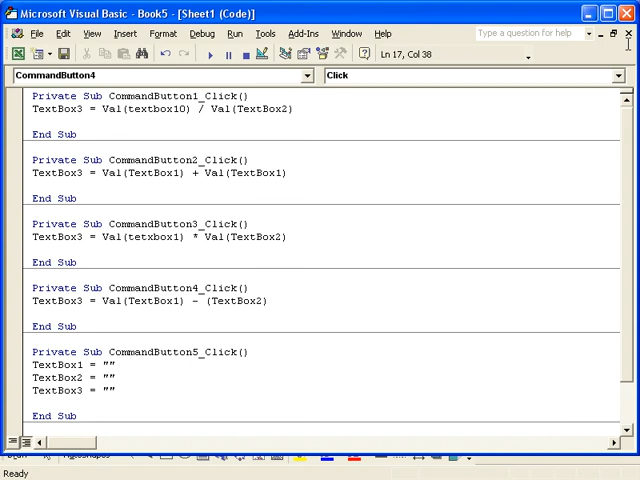 Microsoft Visual Basic - Book5 - [Sheet1 (Code)]
File Edit View Insert Format Debug Run Tools Add-Ins Window Help Type a question for help
Ln 17, Col 38
CommandButton4 Click
Private Sub CommandButton1_Click()
TextBox3 = Val(textbox10) / Val(TextBox2)
End Sub
Private Sub CommandButton2_Click()
TextBox3 = Val(TextBox1) + Val(TextBox1)
End Sub
Private Sub CommandButton3_Click()
TextBox3 = Val(tetxbox1) * Val(TextBox2)
End Sub
Private Sub CommandButton4_Click()
TextBox3 = Val(TextBox1) - (TextBox2)
End Sub
Private Sub CommandButton5_Click()
TextBox1 = ""
TextBox2 = ""
TextBox3 = ""
End Sub
Ready